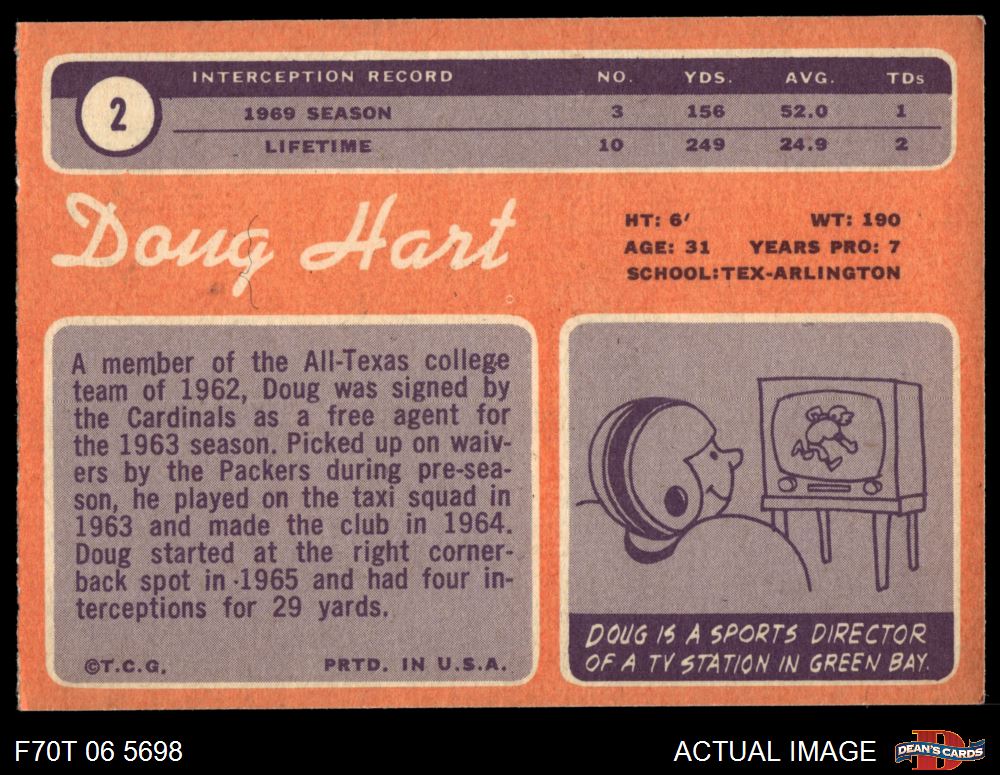 2
INTERCEPTION RECORD NO. YDS. AVG. TDs
1969 SEASON 3 156 52.0 1
LIFETIME 10 249 24.9 2
Doug Hart
HT: 6′ WT: 190
AGE: 31 YEARS PRO: 7
SCHOOL:TEX-ARLINGTON
A member of the All-Texas college
team of 1962, Doug was signed by
the Cardinals as a free agent for
the 1963 season. Picked up on waiv-
ers by the Packers during pre-sea-
son, he played on the taxi squad in
1963 and made the club in 1964.
Doug started at the right corner-
back spot in 1965 and had four in-
terceptions for 29 yards.
©T.C.G. PRTD. IN U.S.A.
DOUG IS A SPORTS DIRECTOR
OF A TV STATION IN GREEN BAY.
F70T 06 5698 ACTUAL IMAGE DEAN'S CARDS